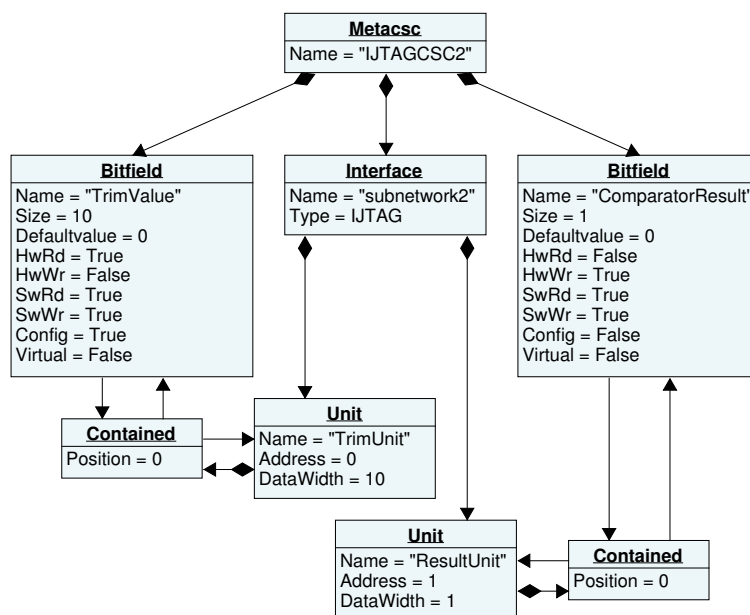 Metacsc
Name = "IJTAGCSC2"
Bitfield
Name = "TrimValue"
Size = 10
Defaultvalue = 0
HwRd = True
HwWr = False
SwRd = True
SwWr = True
Config = True
Virtual = False
Interface
Name = "subnetwork2"
Type = IJTAG
Bitfield
Name = "ComparatorResult"
Size = 1
Defaultvalue = 0
HwRd = False
HwWr = True
SwRd = True
SwWr = True
Config = False
Virtual = False
Contained
Position = 0
Unit
Name = "TrimUnit"
Address = 0
DataWidth = 10
Unit
Name = "ResultUnit"
Address = 1
DataWidth = 1
Contained
Position = 0